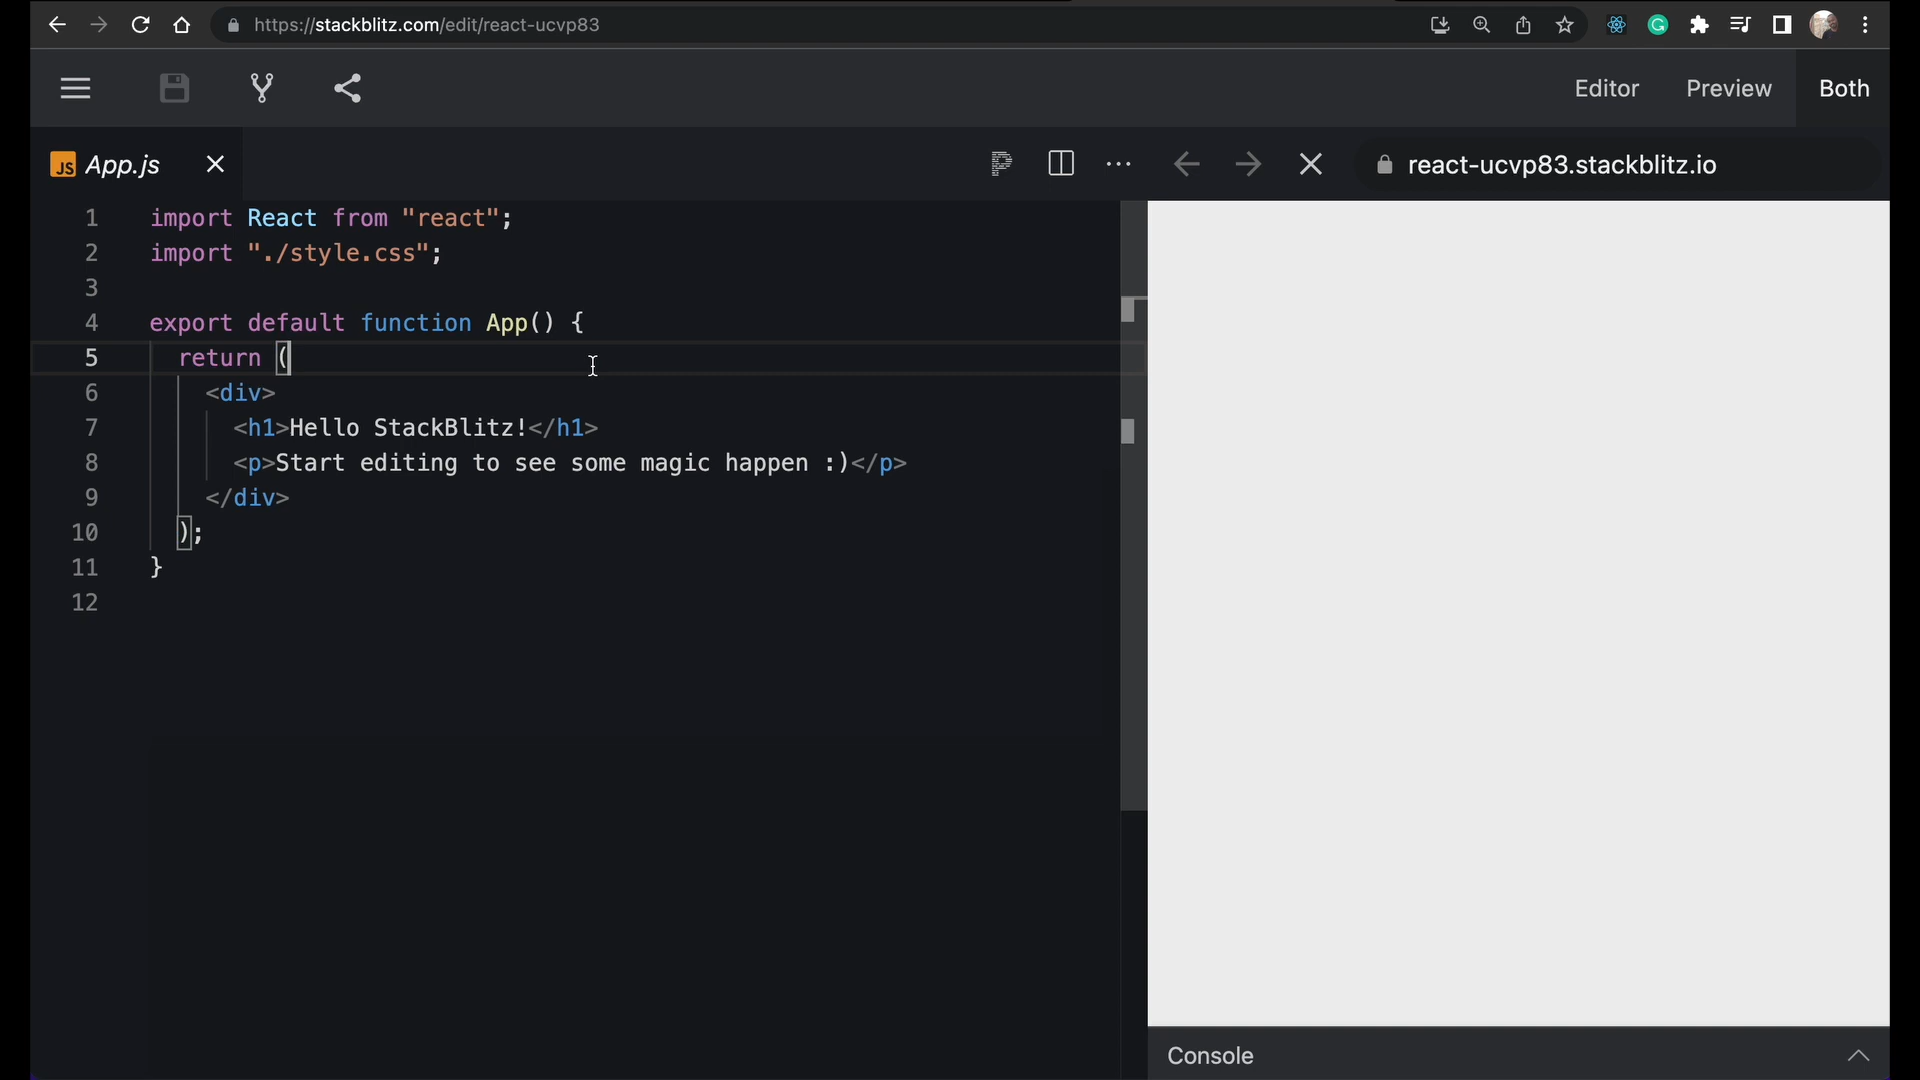 https://stackblitz.com/edit/react-ucvp83
Editor
Preview
Both
JS App.js
react-ucvp83.stackblitz.io
1 import React from "react";
2 import "./style.css";
3
4 export default function App() {
5 return (
6 <div>
7 <h1>Hello StackBlitz!</h1>
8 <p>Start editing to see some magic happen :)</p>
9 </div>
10 );
11 }
12
Console